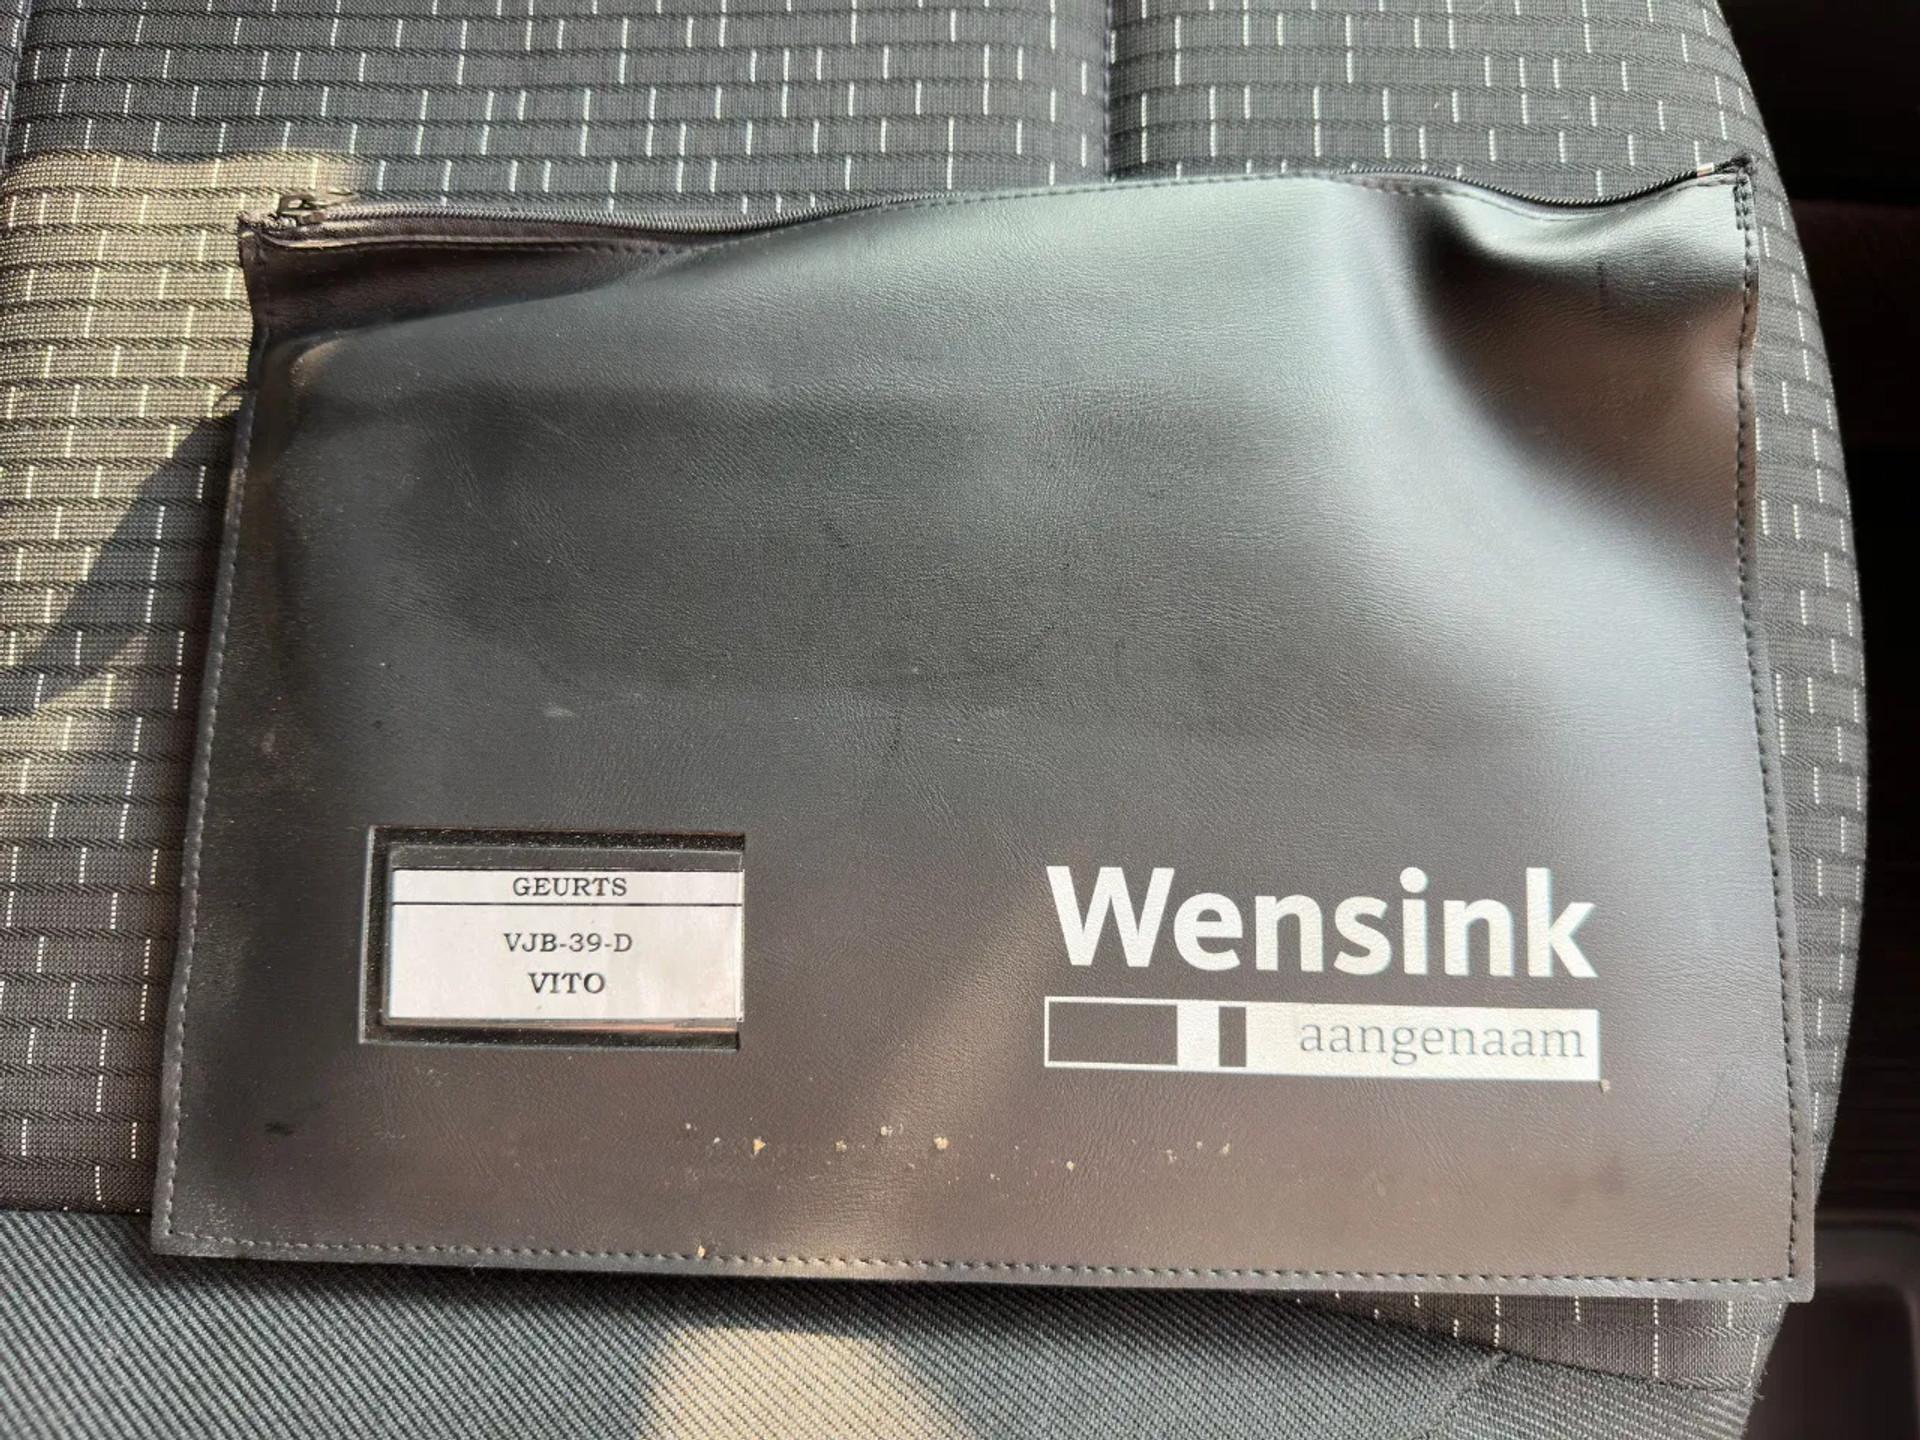 GEURTS
VJB-39-D
VITO
Wensink
aangenaam